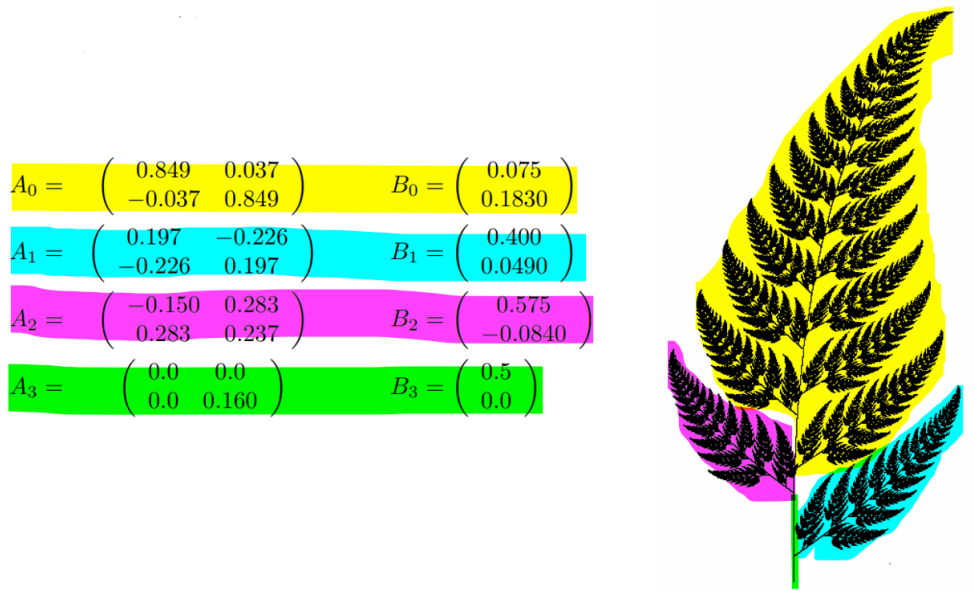 A₀ = ( 0.849 0.037 ) B₀ = ( 0.075 )
( −0.037 0.849 ) ( 0.1830 )
A₁ = ( 0.197 −0.226 ) B₁ = ( 0.400 )
( −0.226 0.197 ) ( 0.0490 )
A₂ = ( −0.150 0.283 ) B₂ = ( 0.575 )
( 0.283 0.237 ) ( −0.0840 )
A₃ = ( 0.0 0.0 ) B₃ = ( 0.5 )
( 0.0 0.160 ) ( 0.0 )